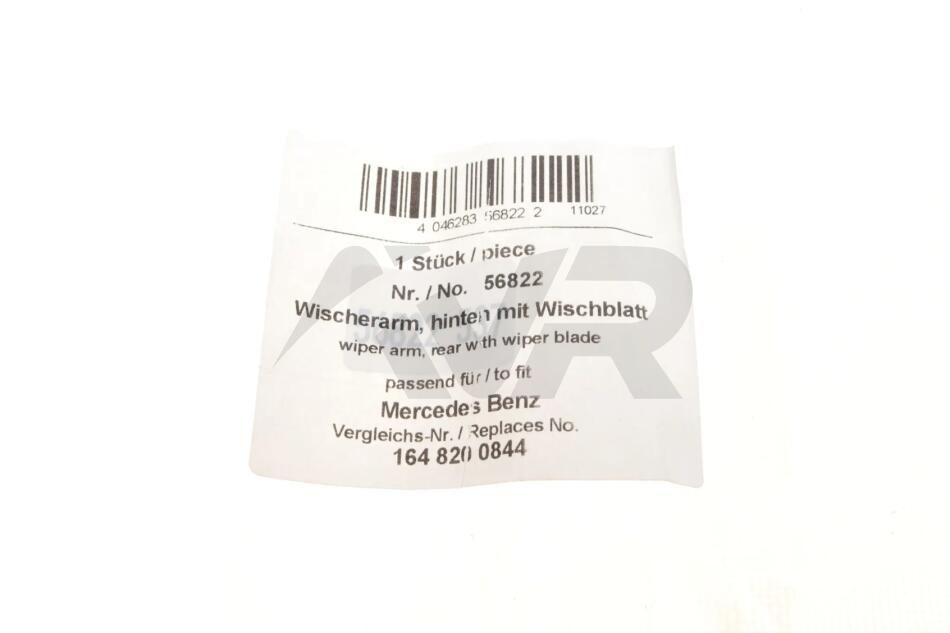 4 046283 56822 2 11027
1 Stück / piece
Nr. / No. 56822
Wischerarm, hinten mit Wischblatt
wiper arm, rear with wiper blade
passend für / to fit
Mercedes Benz
Vergleichs-Nr. / Replaces No.
164 820 0844